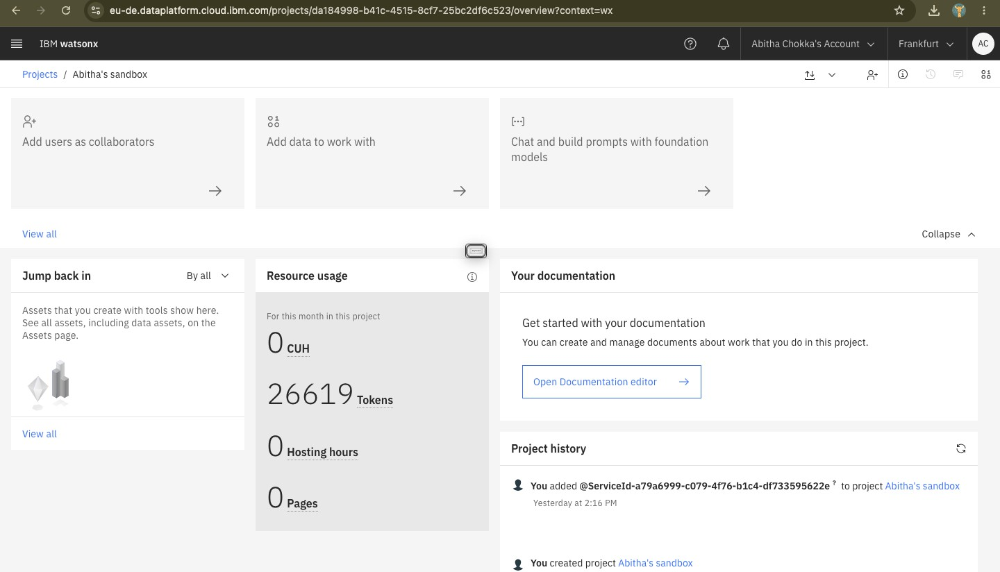 eu-de.dataplatform.cloud.ibm.com/projects/da184998-b41c-4515-8cf7-25bc2df6c523/overview?context=wx
IBM watsonx
Abitha Chokka's Account
Frankfurt
AC
Projects / Abitha's sandbox
Add users as collaborators
Add data to work with
Chat and build prompts with foundation
models
View all
Collapse
Jump back in
By all
Assets that you create with tools show here.
See all assets, including data assets, on the
Assets page.
View all
Resource usage
For this month in this project
0 CUH
26619 Tokens
0 Hosting hours
0 Pages
Your documentation
Get started with your documentation
You can create and manage documents about work that you do in this project.
Open Documentation editor
Project history
You added @ServiceId-a79a6999-c079-4f76-b1c4-df733595622e ? to project Abitha's sandbox
Yesterday at 2:16 PM
You created project Abitha's sandbox